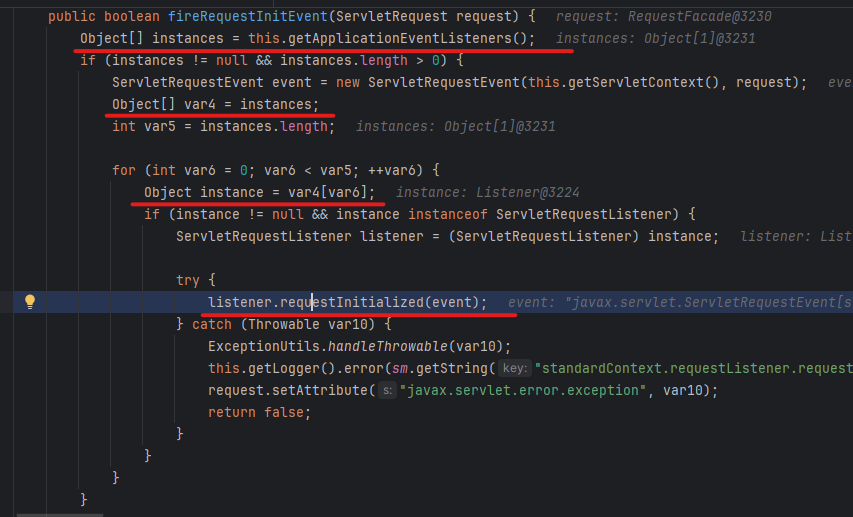 public boolean fireRequestInitEvent(ServletRequest request) { request: RequestFacade@3230
Object[] instances = this.getApplicationEventListeners(); instances: Object[1]@3231
if (instances != null && instances.length > 0) {
ServletRequestEvent event = new ServletRequestEvent(this.getServletContext(), request); eve
Object[] var4 = instances;
int var5 = instances.length; instances: Object[1]@3231
for (int var6 = 0; var6 < var5; ++var6) {
Object instance = var4[var6]; instance: Listener@3224
if (instance != null && instance instanceof ServletRequestListener) {
ServletRequestListener listener = (ServletRequestListener) instance; listener: List
try {
listener.requestInitialized(event); event: "javax.servlet.ServletRequestEvent[s
} catch (Throwable var10) {
ExceptionUtils.handleThrowable(var10);
this.getLogger().error(sm.getString( key: "standardContext.requestListener.request
request.setAttribute( s: "javax.servlet.error.exception", var10);
return false;
}
}
}
}